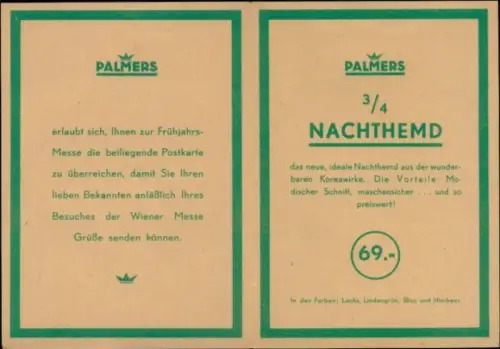 PALMERS
erlaubt sich, Ihnen zur Frühjahrs-
Messe die beiliegende Postkarte
zu überreichen, damit Sie Ihren
lieben Bekannten anläßlich Ihres
Besuches der Wiener Messe
Grüße senden können.
PALMERS
3/4
NACHTHEMD
das neue, ideale Nachthemd aus der wunder-
baren Koreawirke. Die Vorteile Mo-
discher Schnitt, maschensicher ... und so
preiswert!
69.-
In den Farben: Lachs, Lindengrün, Bleu und Himbeer